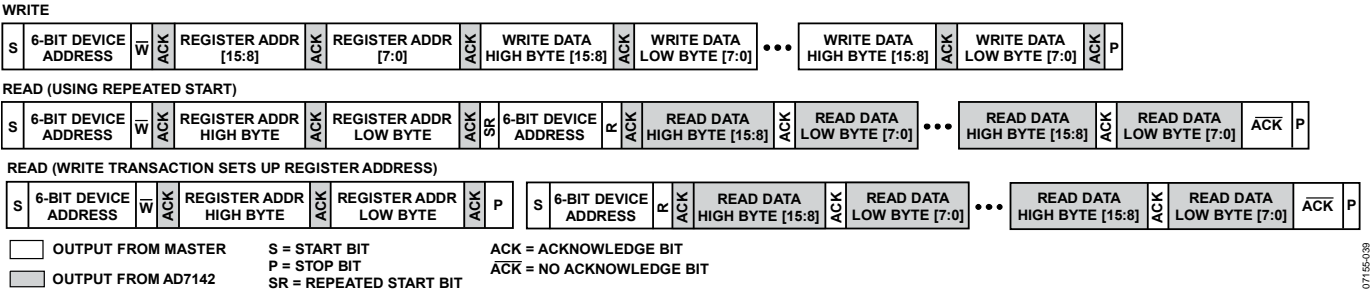 WRITE
S 6-BIT DEVICE ADDRESS W̅ ACK REGISTER ADDR [15:8] ACK REGISTER ADDR [7:0] ACK WRITE DATA HIGH BYTE [15:8] ACK WRITE DATA LOW BYTE [7:0] ••• WRITE DATA HIGH BYTE [15:8] ACK WRITE DATA LOW BYTE [7:0] ACK P
READ (USING REPEATED START)
S 6-BIT DEVICE ADDRESS W̅ ACK REGISTER ADDR HIGH BYTE ACK REGISTER ADDR LOW BYTE ACK SR 6-BIT DEVICE ADDRESS R ACK READ DATA HIGH BYTE [15:8] ACK READ DATA LOW BYTE [7:0] ••• READ DATA HIGH BYTE [15:8] ACK READ DATA LOW BYTE [7:0] A̅C̅K̅ P
READ (WRITE TRANSACTION SETS UP REGISTER ADDRESS)
S 6-BIT DEVICE ADDRESS W̅ ACK REGISTER ADDR HIGH BYTE ACK REGISTER ADDR LOW BYTE ACK P S 6-BIT DEVICE ADDRESS R ACK READ DATA HIGH BYTE [15:8] ACK READ DATA LOW BYTE [7:0] ••• READ DATA HIGH BYTE [15:8] ACK READ DATA LOW BYTE [7:0] A̅C̅K̅ P
OUTPUT FROM MASTER
OUTPUT FROM AD7142
S = START BIT
P = STOP BIT
SR = REPEATED START BIT
ACK = ACKNOWLEDGE BIT
A̅C̅K̅ = NO ACKNOWLEDGE BIT
07155-039